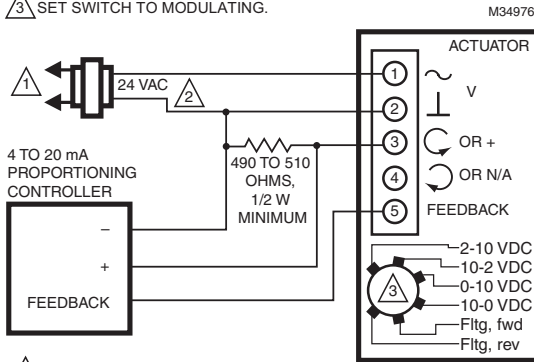 3 SET SWITCH TO MODULATING.
M34976
ACTUATOR
1
24 VAC
2
1
V
2
3
OR +
4 TO 20 mA
PROPORTIONING
CONTROLLER
490 TO 510
OHMS,
1/2 W
MINIMUM
4
OR N/A
5
FEEDBACK
–
+
FEEDBACK
3
2-10 VDC
10-2 VDC
0-10 VDC
10-0 VDC
Fltg, fwd
Fltg, rev